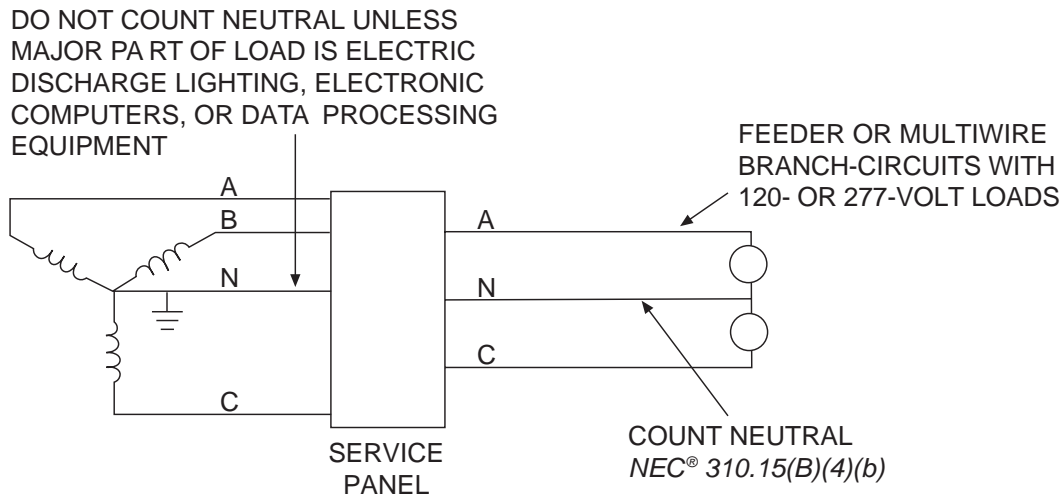 DO NOT COUNT NEUTRAL UNLESS
MAJOR PA RT OF LOAD IS ELECTRIC
DISCHARGE LIGHTING, ELECTRONIC
COMPUTERS, OR DATA PROCESSING
EQUIPMENT
FEEDER OR MULTIWIRE
BRANCH-CIRCUITS WITH
120- OR 277-VOLT LOADS
A
B
N
C
A
N
C
SERVICE
PANEL
COUNT NEUTRAL
NEC® 310.15(B)(4)(b)